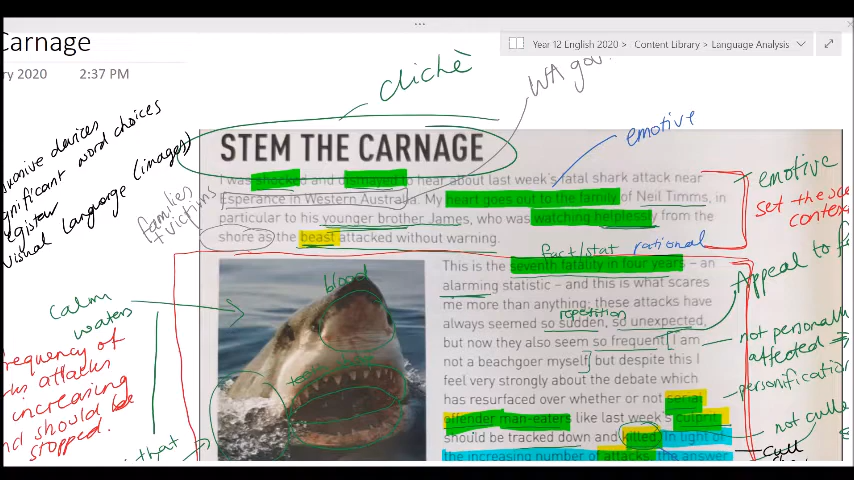 Carnage
Year 12 English 2020 > Content Library > Language Analysis
ry 2020 2:37 PM
cliché
WA gov.
significant word choices
visual language (images)
families
+ victims
emotive
STEM THE CARNAGE
I was shocked and dismayed to hear about last week's fatal shark attack near
Esperance in Western Australia. My heart goes out to the family of Neil Timms, in
particular to his younger brother James, who was watching helplessly from the
shore as the beast attacked without warning.
emotive
set the
context
fact/stat rational
This is the seventh fatality in four years – an
alarming statistic – and this is what scares
me more than anything; these attacks have
always seemed so sudden, so unexpected,
but now they also seem so frequent. I am
not a beachgoer myself, but despite this I
feel very strongly about the debate which
has resurfaced over whether or not serial
offender man-eaters like last week's culprit
should be tracked down and killed. In light of
the increasing number of attacks, the answer
repetition
Appeal to
not personally
affected
personification
not
cull
blood
calm
waters
requency of
attacks
increasing
should be
stopped.
that